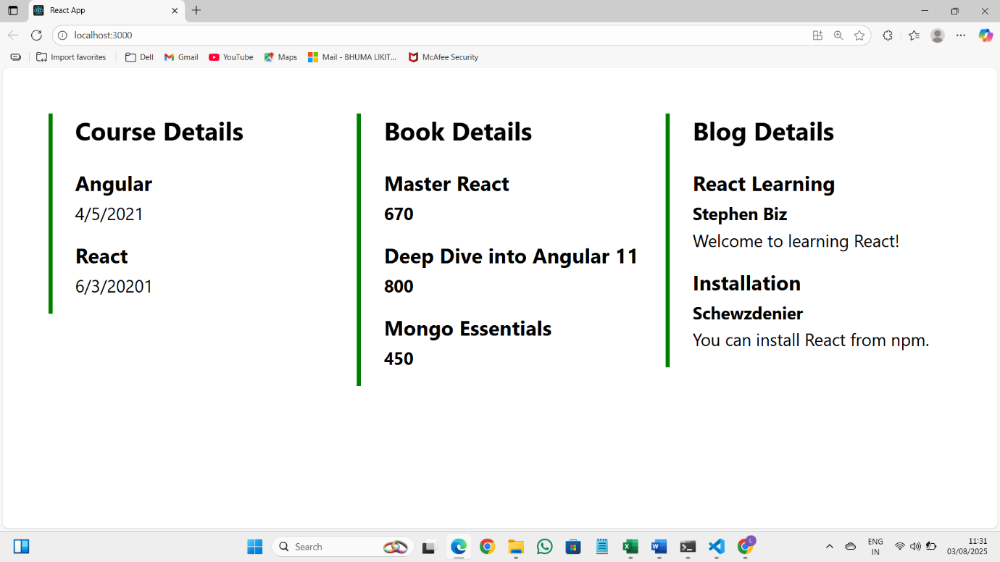 React App
localhost:3000
Import favorites
Dell
Gmail
YouTube
Maps
Mail - BHUMA LIKIT...
McAfee Security
Course Details
Angular
4/5/2021
React
6/3/20201
Book Details
Master React
670
Deep Dive into Angular 11
800
Mongo Essentials
450
Blog Details
React Learning
Stephen Biz
Welcome to learning React!
Installation
Schewzdenier
You can install React from npm.
Search
L
ENG
IN
11:31
03/08/2025